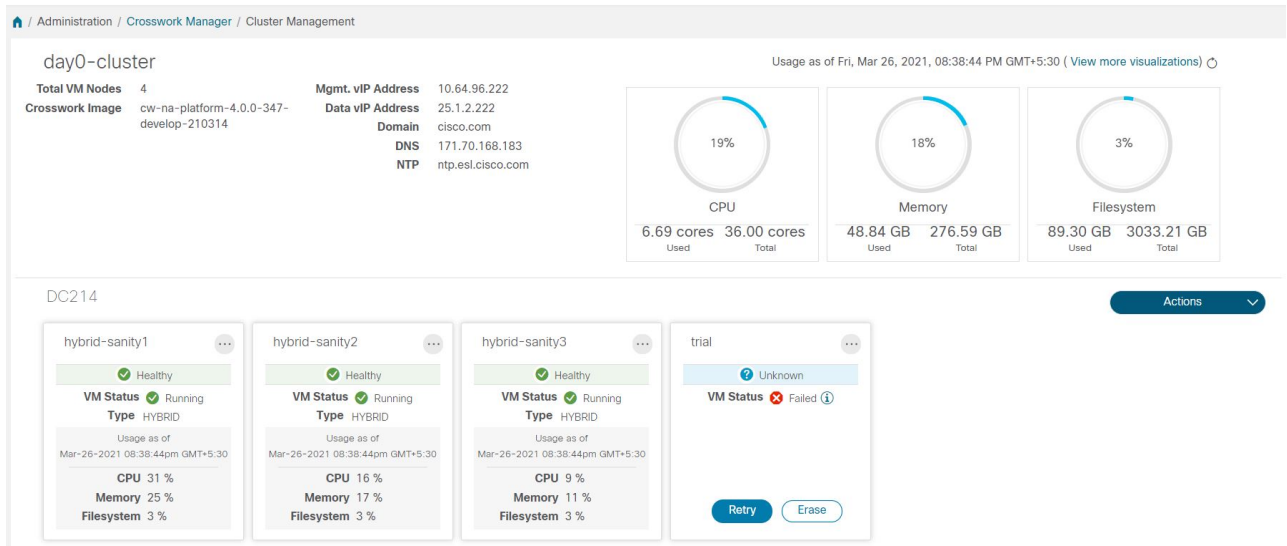 / Administration / Crosswork Manager / Cluster Management
day0-cluster
Usage as of Fri, Mar 26, 2021, 08:38:44 PM GMT+5:30 ( View more visualizations)
Total VM Nodes 4
Crosswork Image cw-na-platform-4.0.0-347-
develop-210314
Mgmt. vIP Address 10.64.96.222
Data vIP Address 25.1.2.222
Domain cisco.com
DNS 171.70.168.183
NTP ntp.esl.cisco.com
19%
CPU
6.69 cores 36.00 cores
Used Total
18%
Memory
48.84 GB 276.59 GB
Used Total
3%
Filesystem
89.30 GB 3033.21 GB
Used Total
DC214
Actions
hybrid-sanity1 ...
Healthy
VM Status Running
Type HYBRID
Usage as of
Mar-26-2021 08:38:44pm GMT+5:30
CPU 31 %
Memory 25 %
Filesystem 3 %
hybrid-sanity2 ...
Healthy
VM Status Running
Type HYBRID
Usage as of
Mar-26-2021 08:38:44pm GMT+5:30
CPU 16 %
Memory 17 %
Filesystem 3 %
hybrid-sanity3 ...
Healthy
VM Status Running
Type HYBRID
Usage as of
Mar-26-2021 08:38:44pm GMT+5:30
CPU 9 %
Memory 11 %
Filesystem 3 %
trial ...
? Unknown
VM Status Failed i
Retry Erase